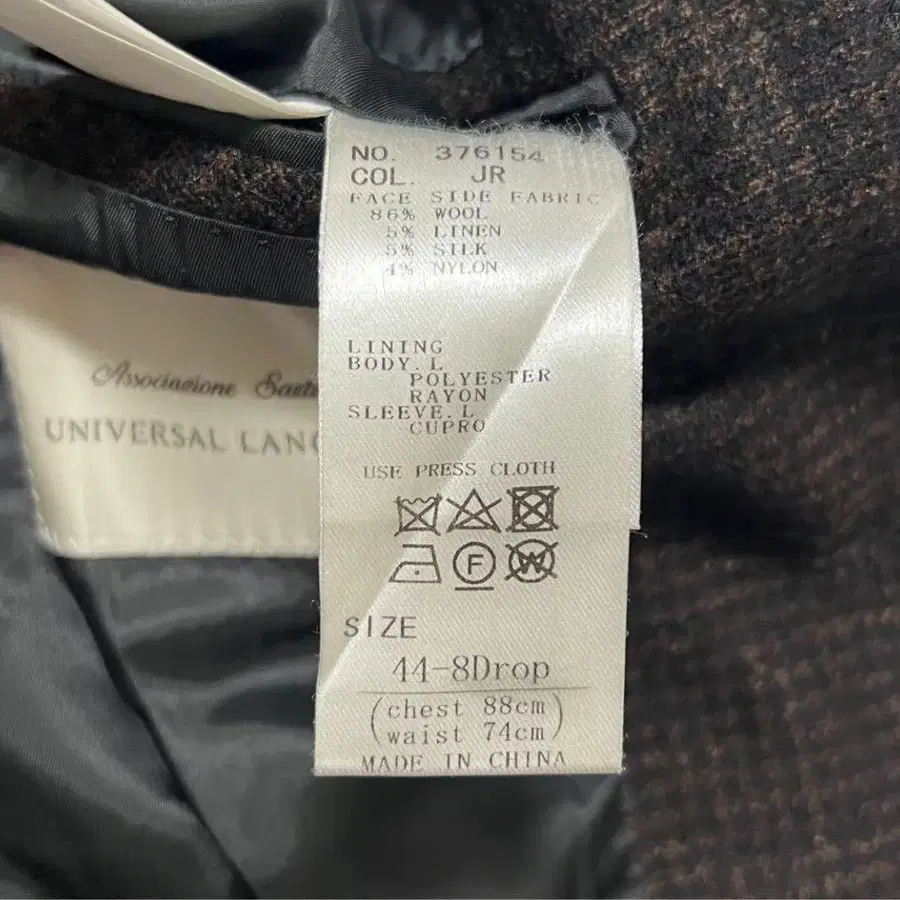 NO. 376154
COL. JR
FACE SIDE FABRIC
86% WOOL
5% LINEN
5% SILK
4% NYLON
LINING
BODY.L
POLYESTER
RAYON
SLEEVE.L
CUPRO
USE PRESS CLOTH
F
W
SIZE
44-8Drop
(chest 88cm)
(waist 74cm)
MADE IN CHINA
Associazione
UNIVERSAL